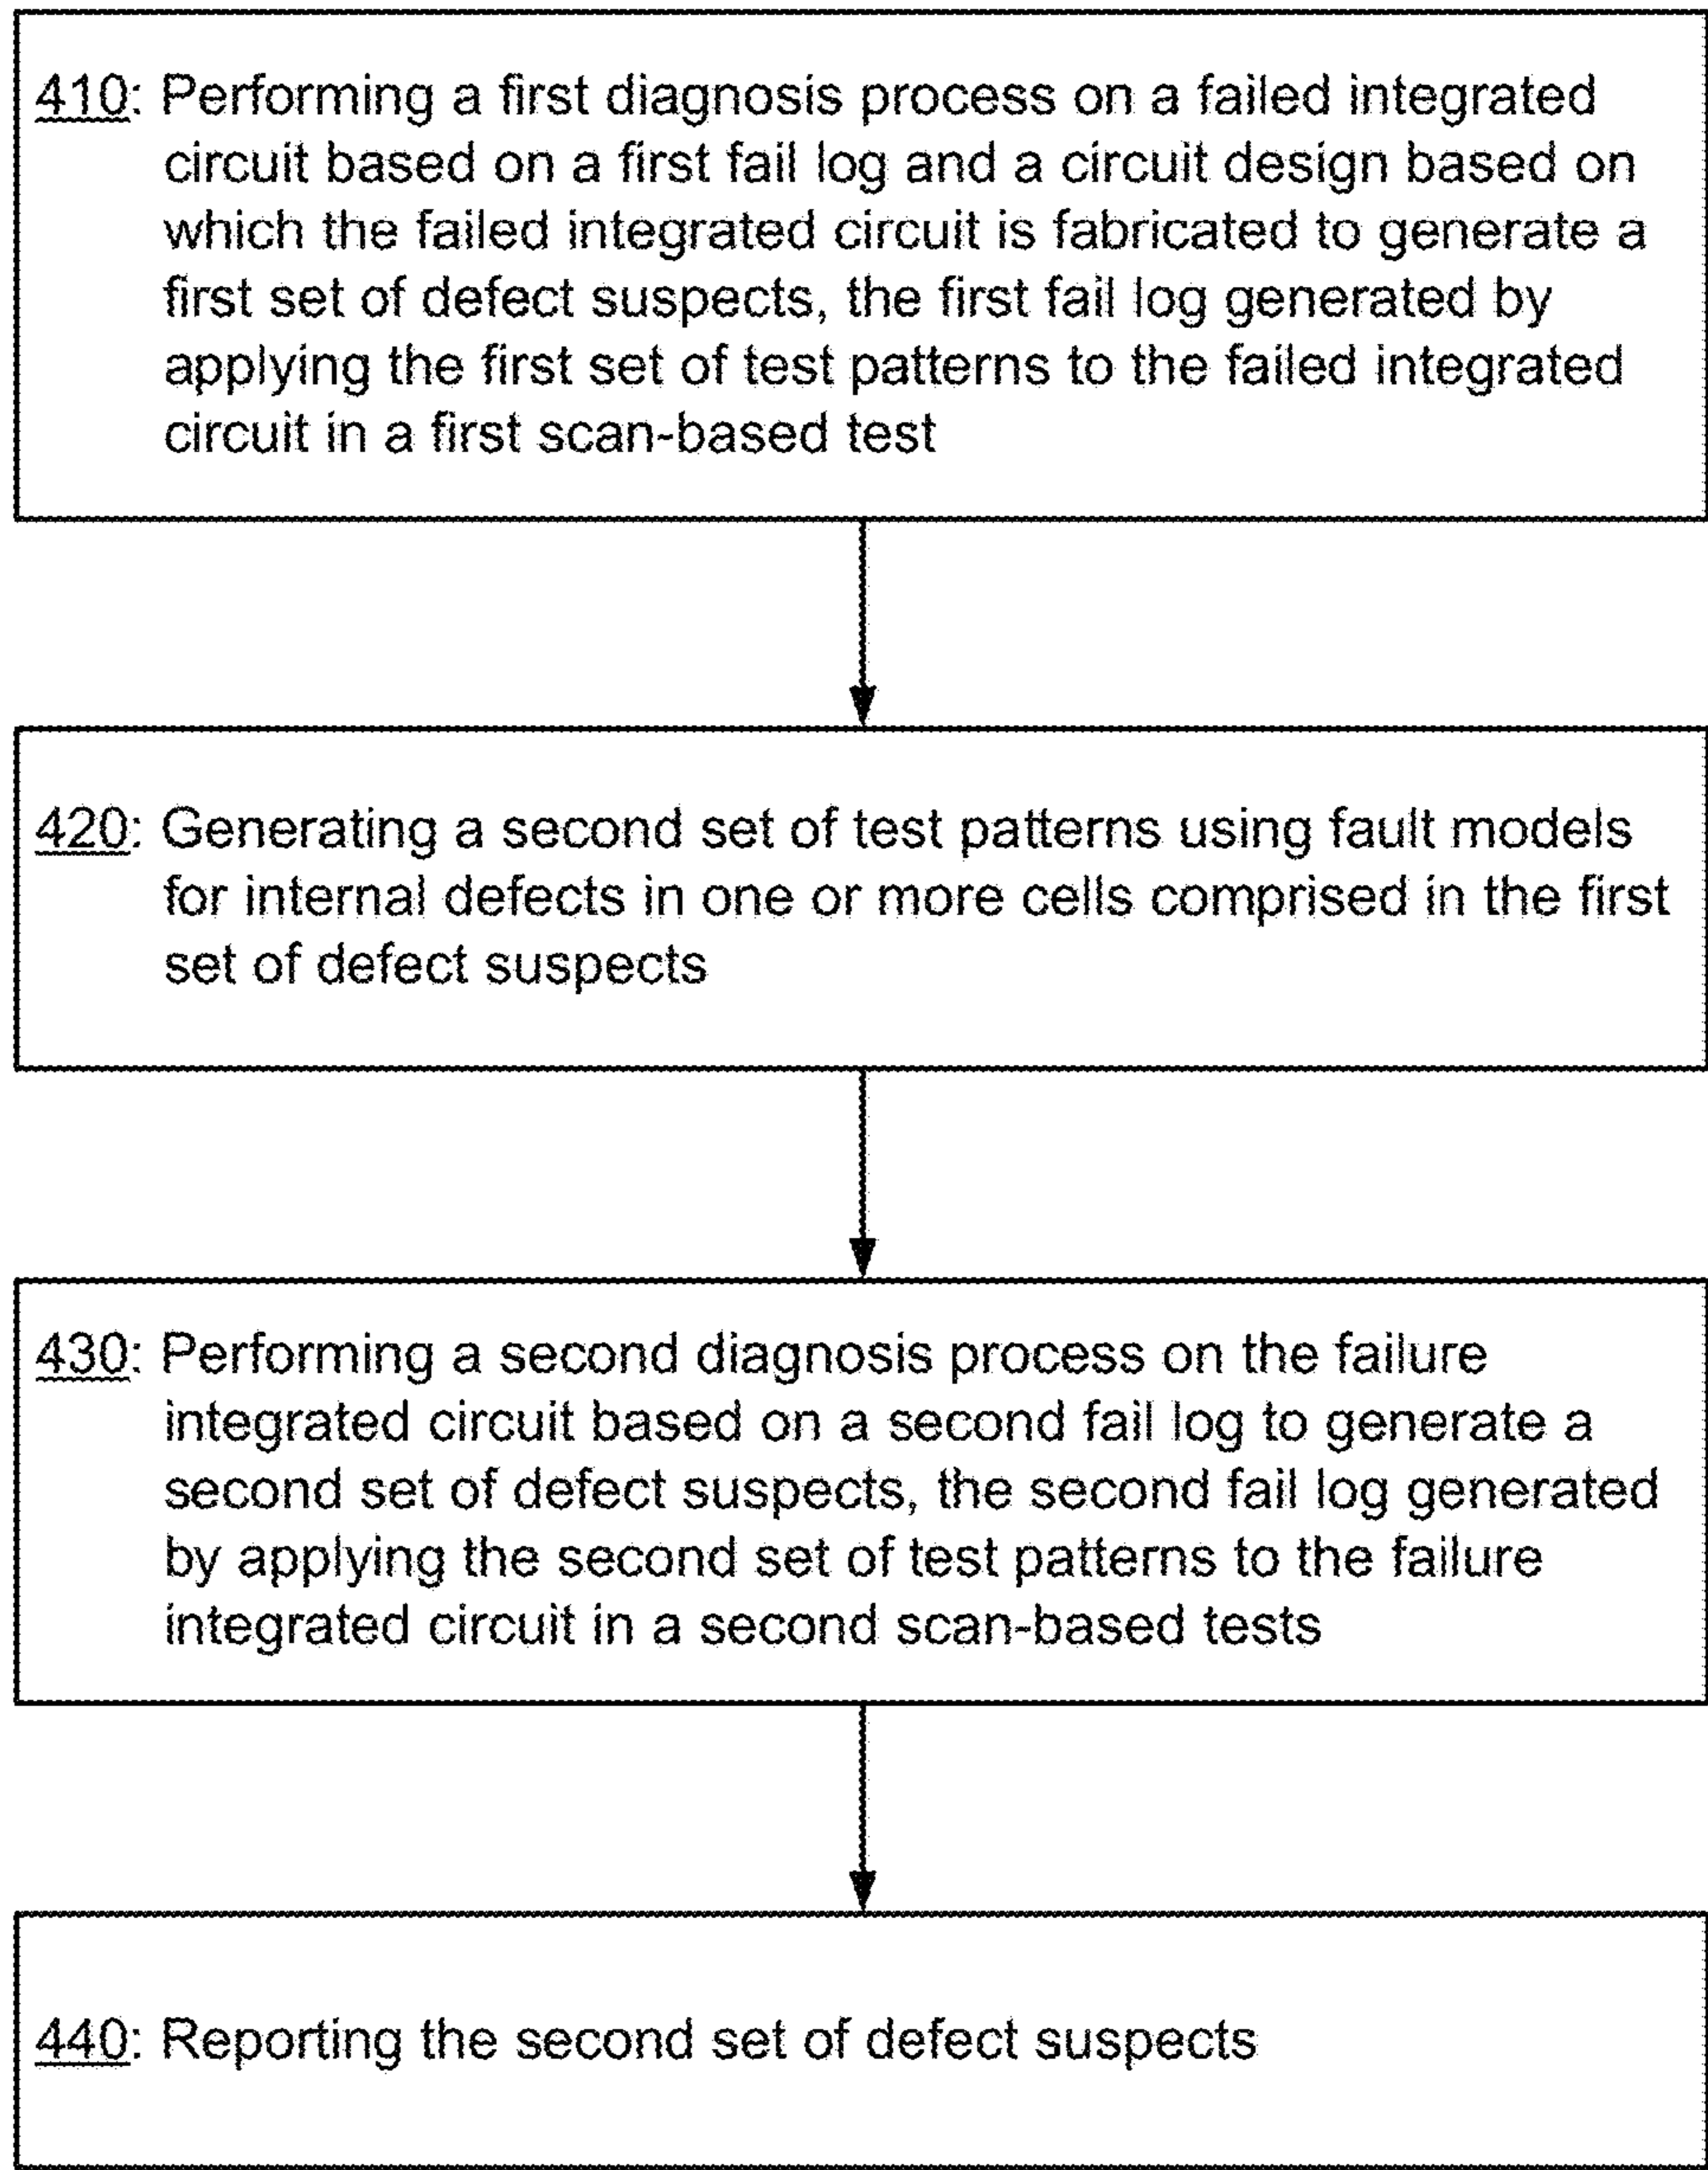 410: Performing a first diagnosis process on a failed integrated
circuit based on a first fail log and a circuit design based on
which the failed integrated circuit is fabricated to generate a
first set of defect suspects, the first fail log generated by
applying the first set of test patterns to the failed integrated
circuit in a first scan-based test
420: Generating a second set of test patterns using fault models
for internal defects in one or more cells comprised in the first
set of defect suspects
430: Performing a second diagnosis process on the failure
integrated circuit based on a second fail log to generate a
second set of defect suspects, the second fail log generated
by applying the second set of test patterns to the failure
integrated circuit in a second scan-based tests
440: Reporting the second set of defect suspects